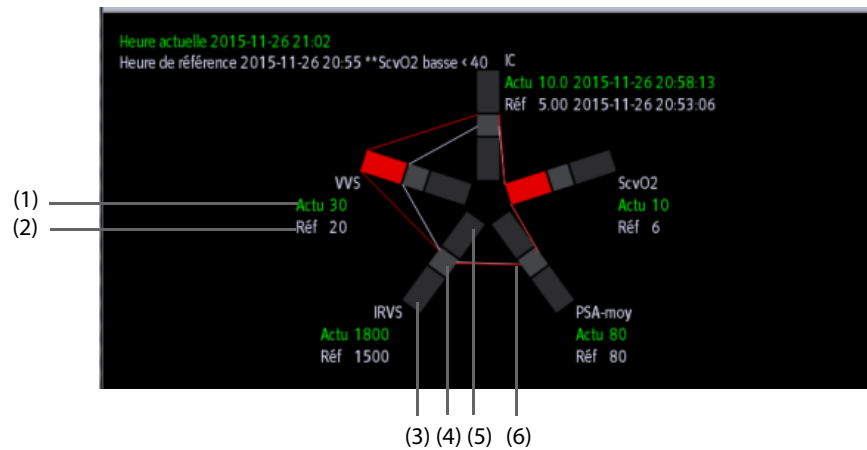 Heure actuelle 2015-11-26 21:02
Heure de référence 2015-11-26 20:55 **ScvO2 basse < 40
IC
Actu 10.0 2015-11-26 20:58:13
Réf 5.00 2015-11-26 20:53:06
VVS
Actu 30
Réf 20
ScvO2
Actu 10
Réf 6
IRVS
Actu 1800
Réf 1500
PSA-moy
Actu 80
Réf 80
(1)
(2)
(3) (4) (5) (6)